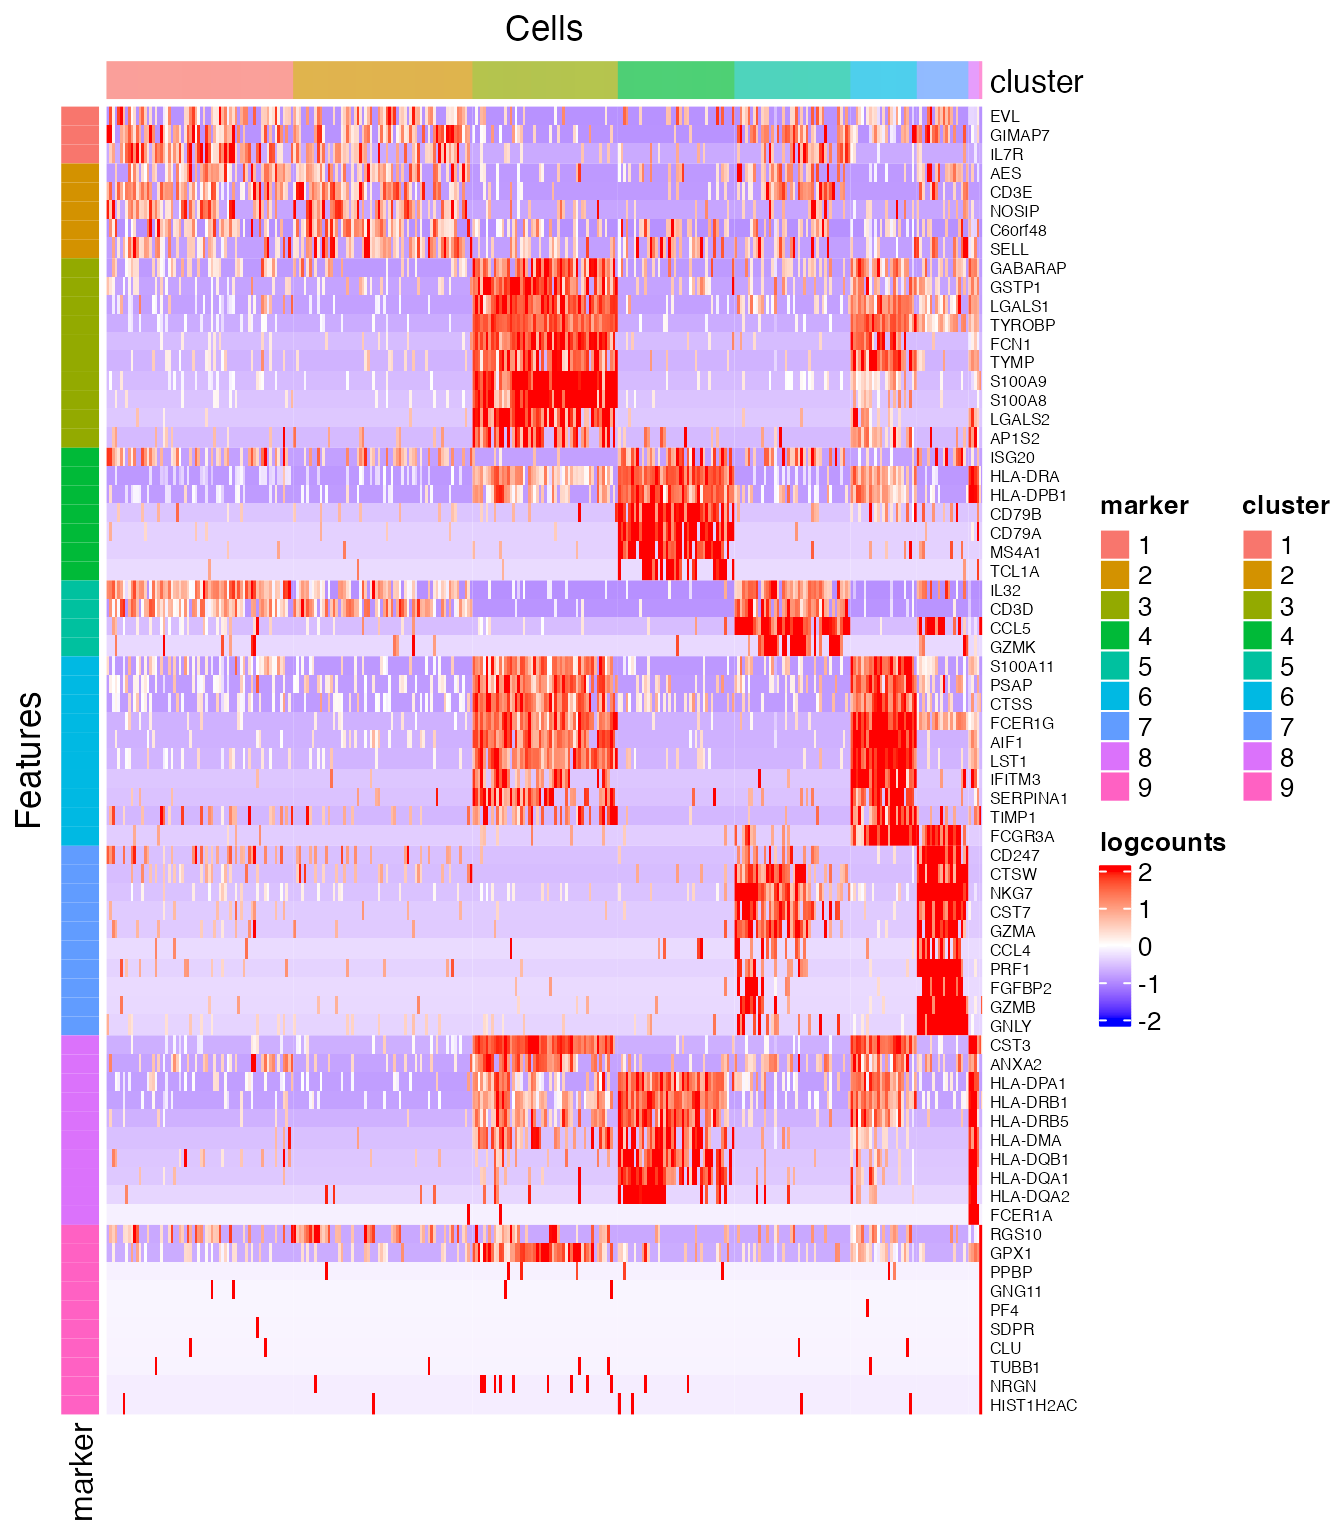 Cells
cluster
EVL
GIMAP7
IL7R
AES
CD3E
NOSIP
C6orf48
SELL
GABARAP
GSTP1
LGALS1
TYROBP
FCN1
TYMP
S100A9
S100A8
LGALS2
AP1S2
ISG20
HLA-DRA
HLA-DPB1
CD79B
CD79A
MS4A1
TCL1A
IL32
CD3D
CCL5
GZMK
S100A11
PSAP
CTSS
FCER1G
AIF1
LST1
IFITM3
SERPINA1
TIMP1
FCGR3A
CD247
CTSW
NKG7
CST7
GZMA
CCL4
PRF1
FGFBP2
GZMB
GNLY
CST3
ANXA2
HLA-DPA1
HLA-DRB1
HLA-DRB5
HLA-DMA
HLA-DQB1
HLA-DQA1
HLA-DQA2
FCER1A
RGS10
GPX1
PPBP
GNG11
PF4
SDPR
CLU
TUBB1
NRGN
HIST1H2AC
Features
marker
marker
1
2
3
4
5
6
7
8
9
cluster
1
2
3
4
5
6
7
8
9
logcounts
2
1
0
-1
-2